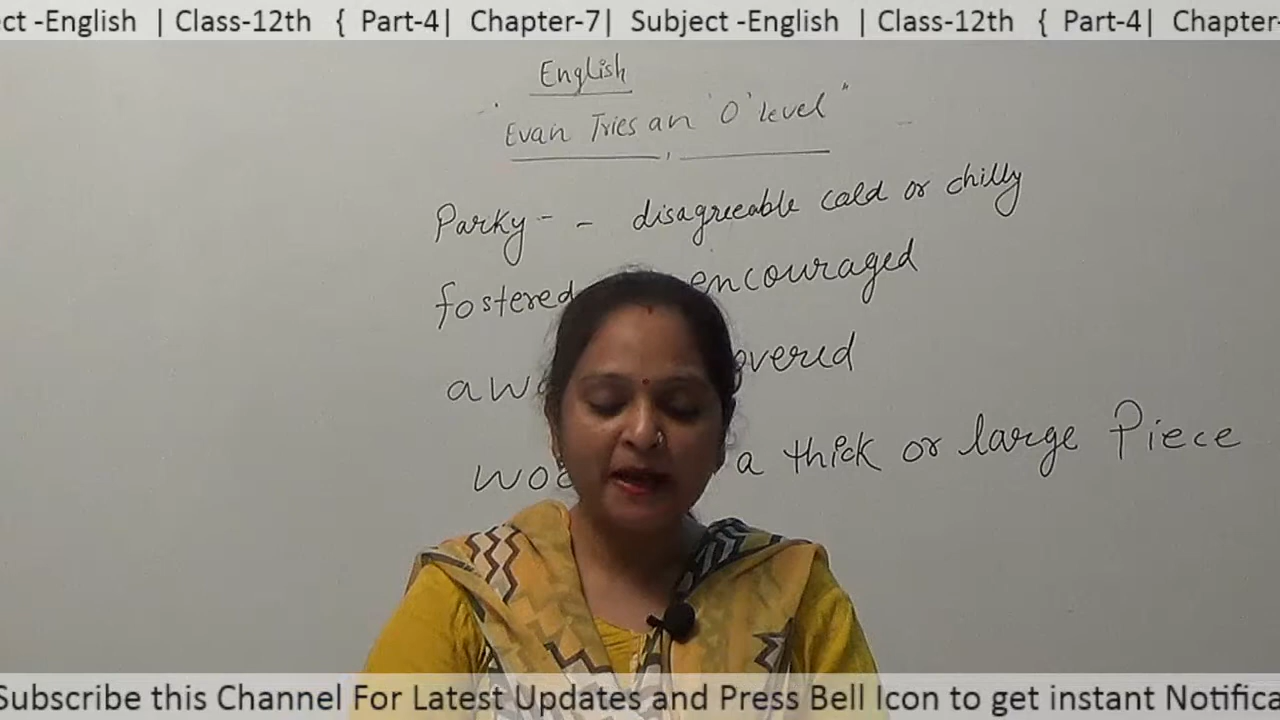 ct -English | Class-12th { Part-4| Chapter-7| Subject -English | Class-12th { Part-4| Chapter-
English
"Evan Tries an 'O' level"
Parky - - disagreeable cold or chilly
fostered encouraged
a thick or large Piece
Subscribe this Channel For Latest Updates and Press Bell Icon to get instant Notifica